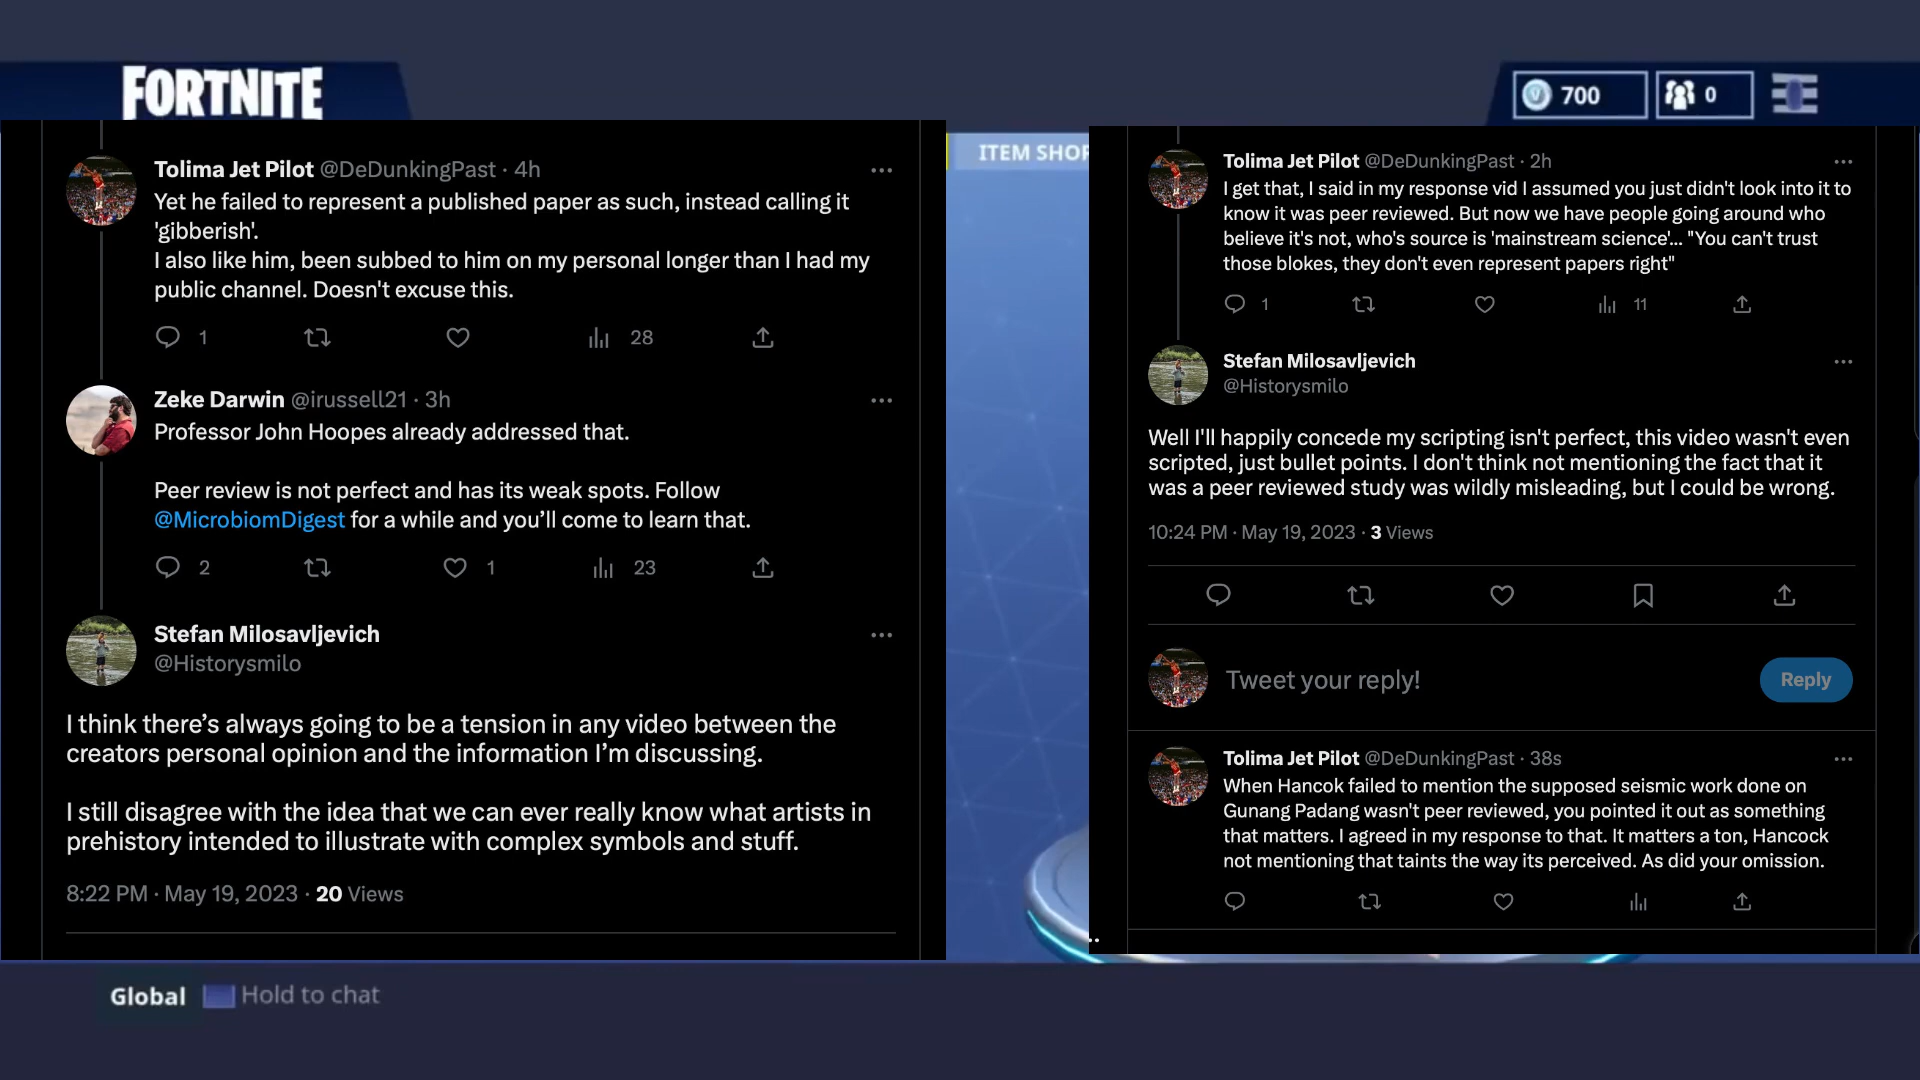 FORTNITE
700
0
ITEM SHOP
Tolima Jet Pilot @DeDunkingPast · 4h
Yet he failed to represent a published paper as such, instead calling it
'gibberish'.
I also like him, been subbed to him on my personal longer than I had my
public channel. Doesn't excuse this.
1
28
Zeke Darwin @irussell21 · 3h
Professor John Hoopes already addressed that.
Peer review is not perfect and has its weak spots. Follow
@MicrobiomDigest for a while and you’ll come to learn that.
2
1
23
Stefan Milosavljevich
@Historysmilo
I think there’s always going to be a tension in any video between the
creators personal opinion and the information I’m discussing.
I still disagree with the idea that we can ever really know what artists in
prehistory intended to illustrate with complex symbols and stuff.
8:22 PM · May 19, 2023 · 20 Views
Tolima Jet Pilot @DeDunkingPast · 2h
I get that, I said in my response vid I assumed you just didn't look into it to
know it was peer reviewed. But now we have people going around who
believe it's not, who's source is 'mainstream science'... "You can't trust
those blokes, they don't even represent papers right"
1
11
Stefan Milosavljevich
@Historysmilo
Well I'll happily concede my scripting isn't perfect, this video wasn't even
scripted, just bullet points. I don't think not mentioning the fact that it
was a peer reviewed study was wildly misleading, but I could be wrong.
10:24 PM · May 19, 2023 · 3 Views
Tweet your reply!
Reply
Tolima Jet Pilot @DeDunkingPast · 38s
When Hancok failed to mention the supposed seismic work done on
Gunang Padang wasn't peer reviewed, you pointed it out as something
that matters. I agreed in my response to that. It matters a ton, Hancock
not mentioning that taints the way its perceived. As did your omission.
Global
Hold to chat